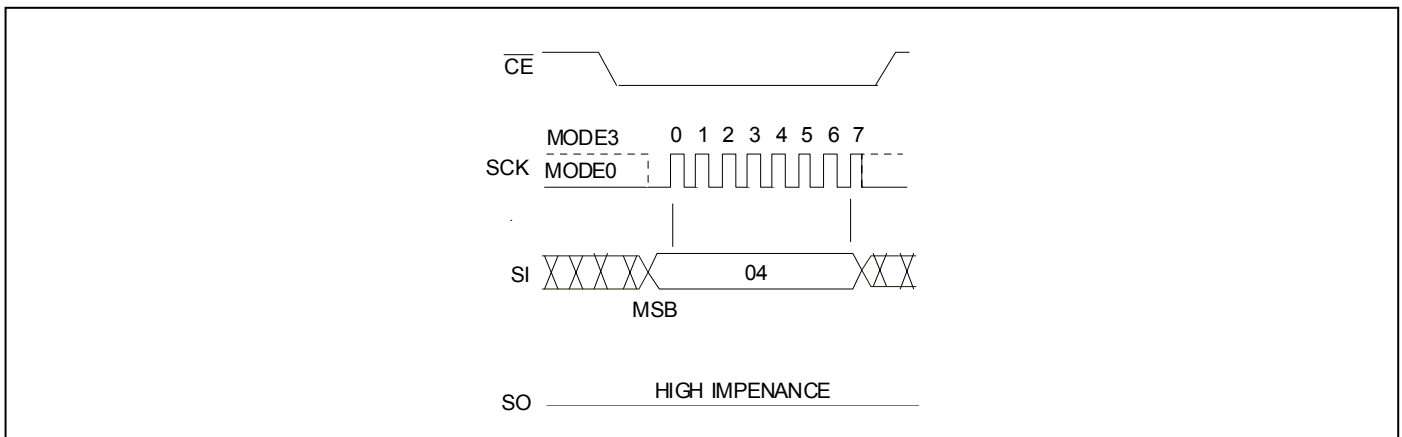 CE
MODE3 0 1 2 3 4 5 6 7
SCK MODE0
SI 04
MSB
HIGH IMPENANCE
SO